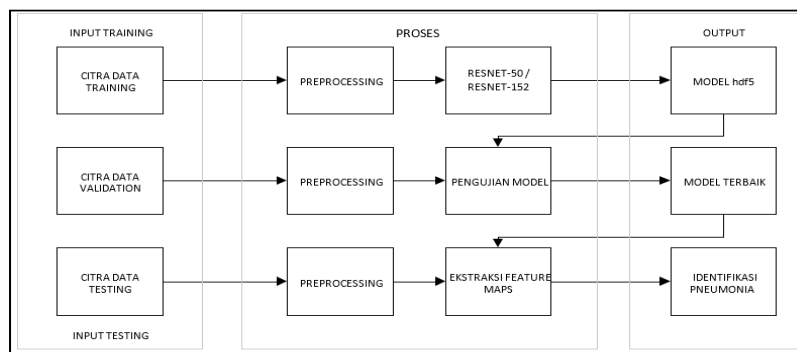 INPUT TRAINING
PROSES
OUTPUT
CITRA DATA
TRAINING
PREPROCESSING
RESNET-50 /
RESNET-152
MODEL hdf5
CITRA DATA
VALIDATION
PREPROCESSING
PENGUJIAN MODEL
MODEL TERBAIK
CITRA DATA
TESTING
PREPROCESSING
EKSTRAKSI FEATURE
MAPS
IDENTIFIKASI
PNEUMONIA
INPUT TESTING